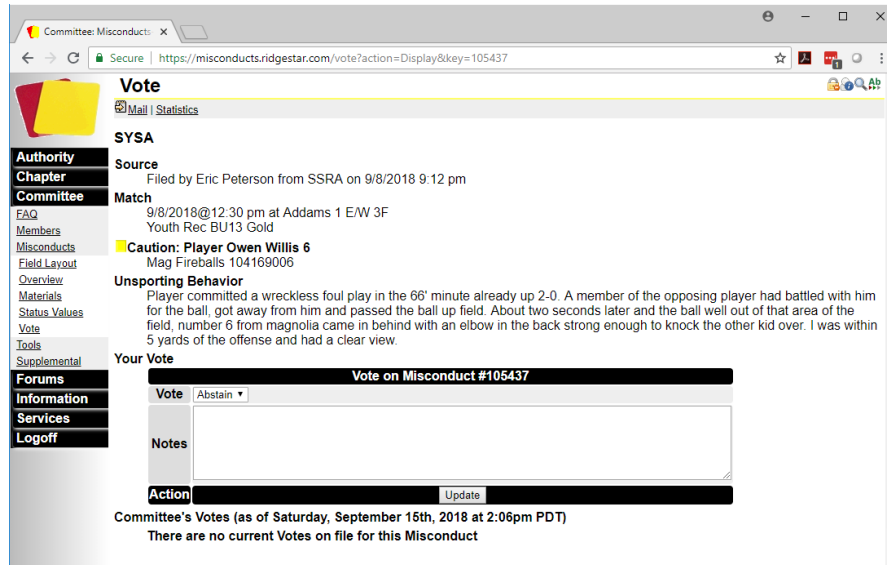 Committee: Misconducts
Secure | https://misconducts.ridgestar.com/vote?action=Display&key=105437
1
Vote
Ab
Mail | Statistics
SYSA
Authority
Chapter
Committee
FAQ
Members
Misconducts
Field Layout
Overview
Materials
Status Values
Vote
Tools
Supplemental
Forums
Information
Services
Logoff
Source
Filed by Eric Peterson from SSRA on 9/8/2018 9:12 pm
Match
9/8/2018@12:30 pm at Addams 1 E/W 3F
Youth Rec BU13 Gold
Caution: Player Owen Willis 6
Mag Fireballs 104169006
Unsporting Behavior
Player committed a wreckless foul play in the 66' minute already up 2-0. A member of the opposing player had battled with him
for the ball, got away from him and passed the ball up field. About two seconds later and the ball well out of that area of the
field, number 6 from magnolia came in behind with an elbow in the back strong enough to knock the other kid over. I was within
5 yards of the offense and had a clear view.
Your Vote
Vote on Misconduct #105437
Vote Abstain
Notes
Action Update
Committee's Votes (as of Saturday, September 15th, 2018 at 2:06pm PDT)
There are no current Votes on file for this Misconduct